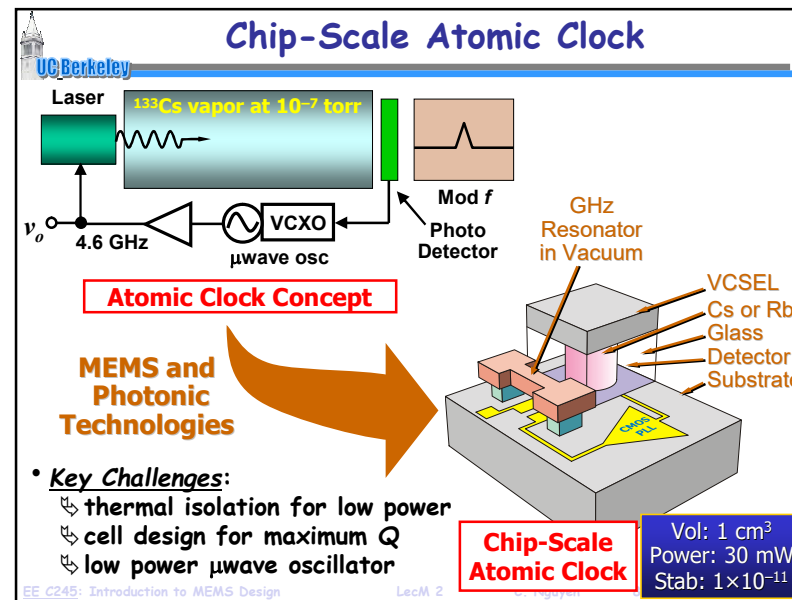 Chip-Scale Atomic Clock
UC Berkeley
Laser
¹³³Cs vapor at 10⁻⁷ torr
Mod f
vₒ
4.6 GHz
VCXO
μwave osc
Photo
Detector
GHz
Resonator
in Vacuum
Atomic Clock Concept
VCSEL
Cs or Rb
Glass
Detector
Substrate
MEMS and
Photonic
Technologies
CMOS
PLL
• Key Challenges:
thermal isolation for low power
cell design for maximum Q
low power μwave oscillator
Chip-Scale
Atomic Clock
Vol: 1 cm³
Power: 30 mW
Stab: 1×10⁻¹¹
EE C245: Introduction to MEMS Design LecM 2 C. Nguyen